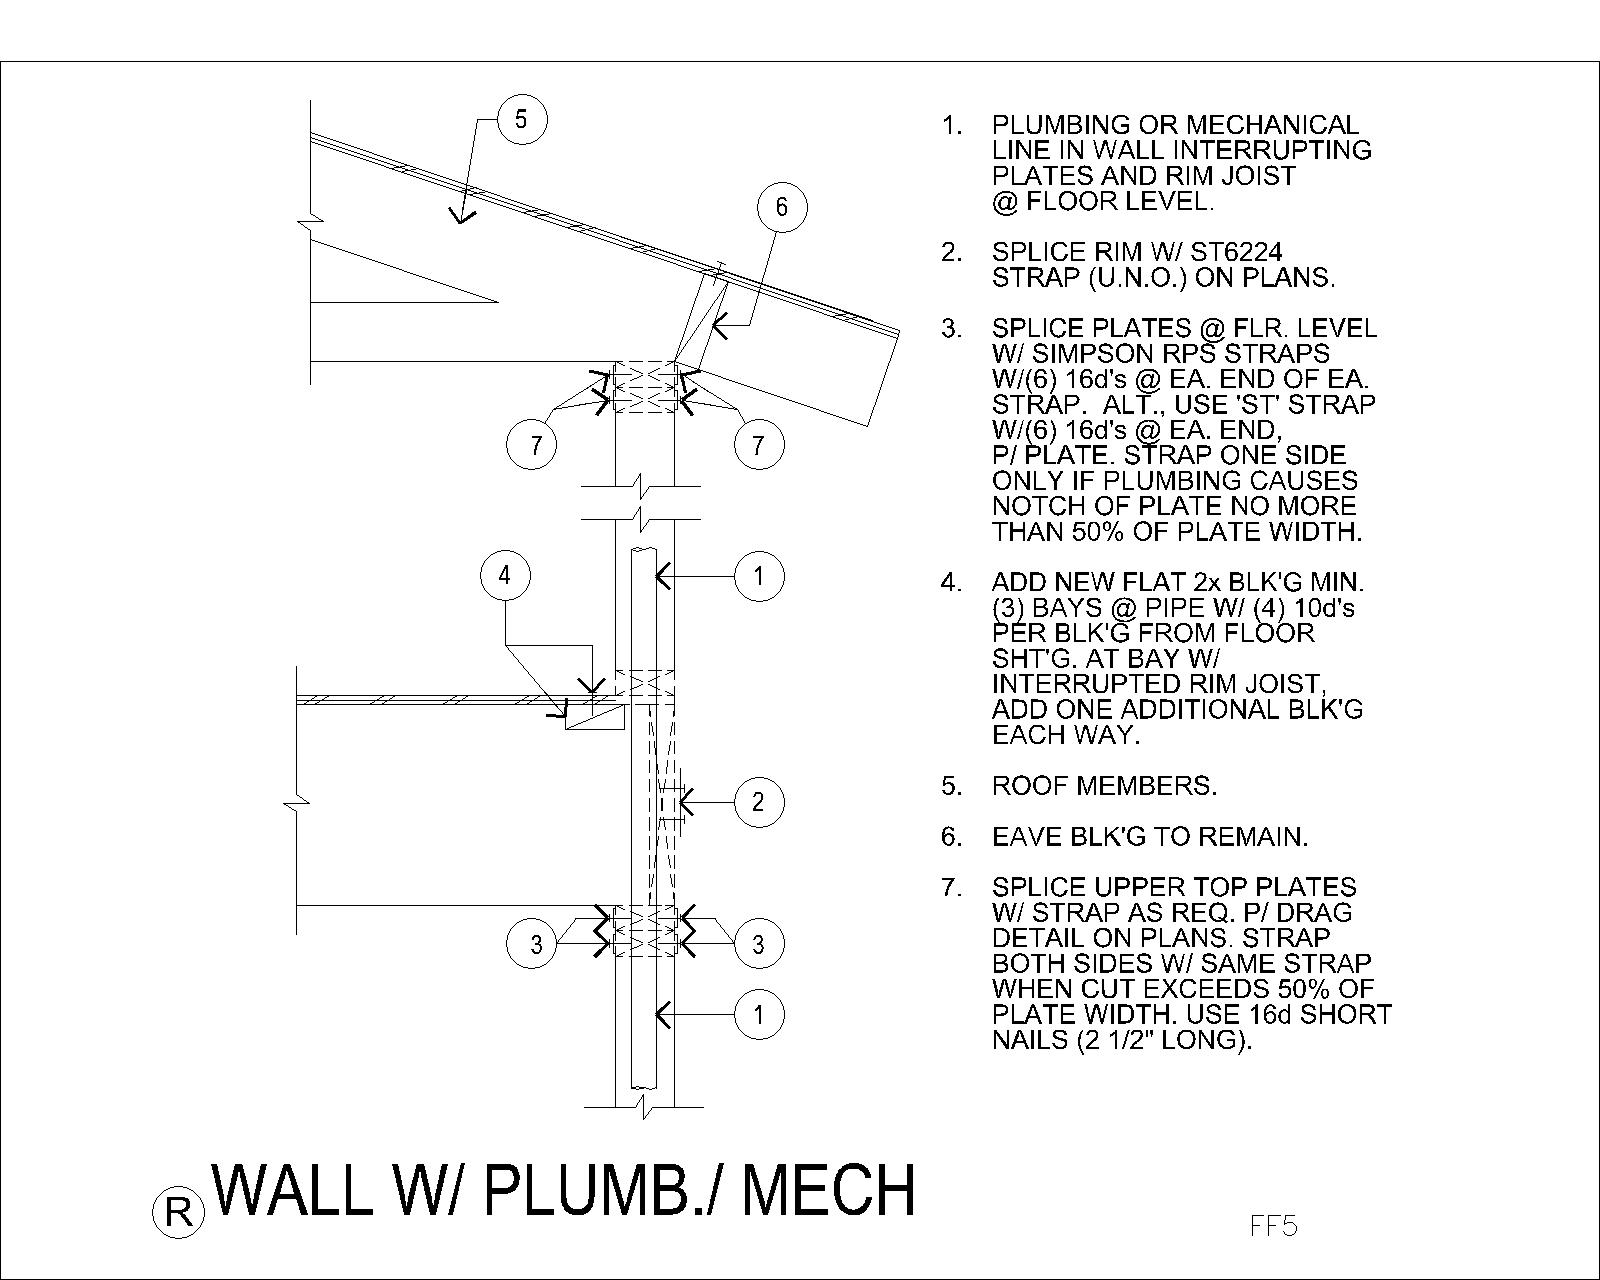 5
6
7
7
4
1
2
3
3
1
1. PLUMBING OR MECHANICAL
LINE IN WALL INTERRUPTING
PLATES AND RIM JOIST
@ FLOOR LEVEL.
2. SPLICE RIM W/ ST6224
STRAP (U.N.O.) ON PLANS.
3. SPLICE PLATES @ FLR. LEVEL
W/ SIMPSON RPS STRAPS
W/(6) 16d's @ EA. END OF EA.
STRAP. ALT., USE 'ST' STRAP
W/(6) 16d's @ EA. END,
P/ PLATE. STRAP ONE SIDE
ONLY IF PLUMBING CAUSES
NOTCH OF PLATE NO MORE
THAN 50% OF PLATE WIDTH.
4. ADD NEW FLAT 2x BLK'G MIN.
(3) BAYS @ PIPE W/ (4) 10d's
PER BLK'G FROM FLOOR
SHT'G. AT BAY W/
INTERRUPTED RIM JOIST,
ADD ONE ADDITIONAL BLK'G
EACH WAY.
5. ROOF MEMBERS.
6. EAVE BLK'G TO REMAIN.
7. SPLICE UPPER TOP PLATES
W/ STRAP AS REQ. P/ DRAG
DETAIL ON PLANS. STRAP
BOTH SIDES W/ SAME STRAP
WHEN CUT EXCEEDS 50% OF
PLATE WIDTH. USE 16d SHORT
NAILS (2 1/2" LONG).
R WALL W/ PLUMB./ MECH
FF5